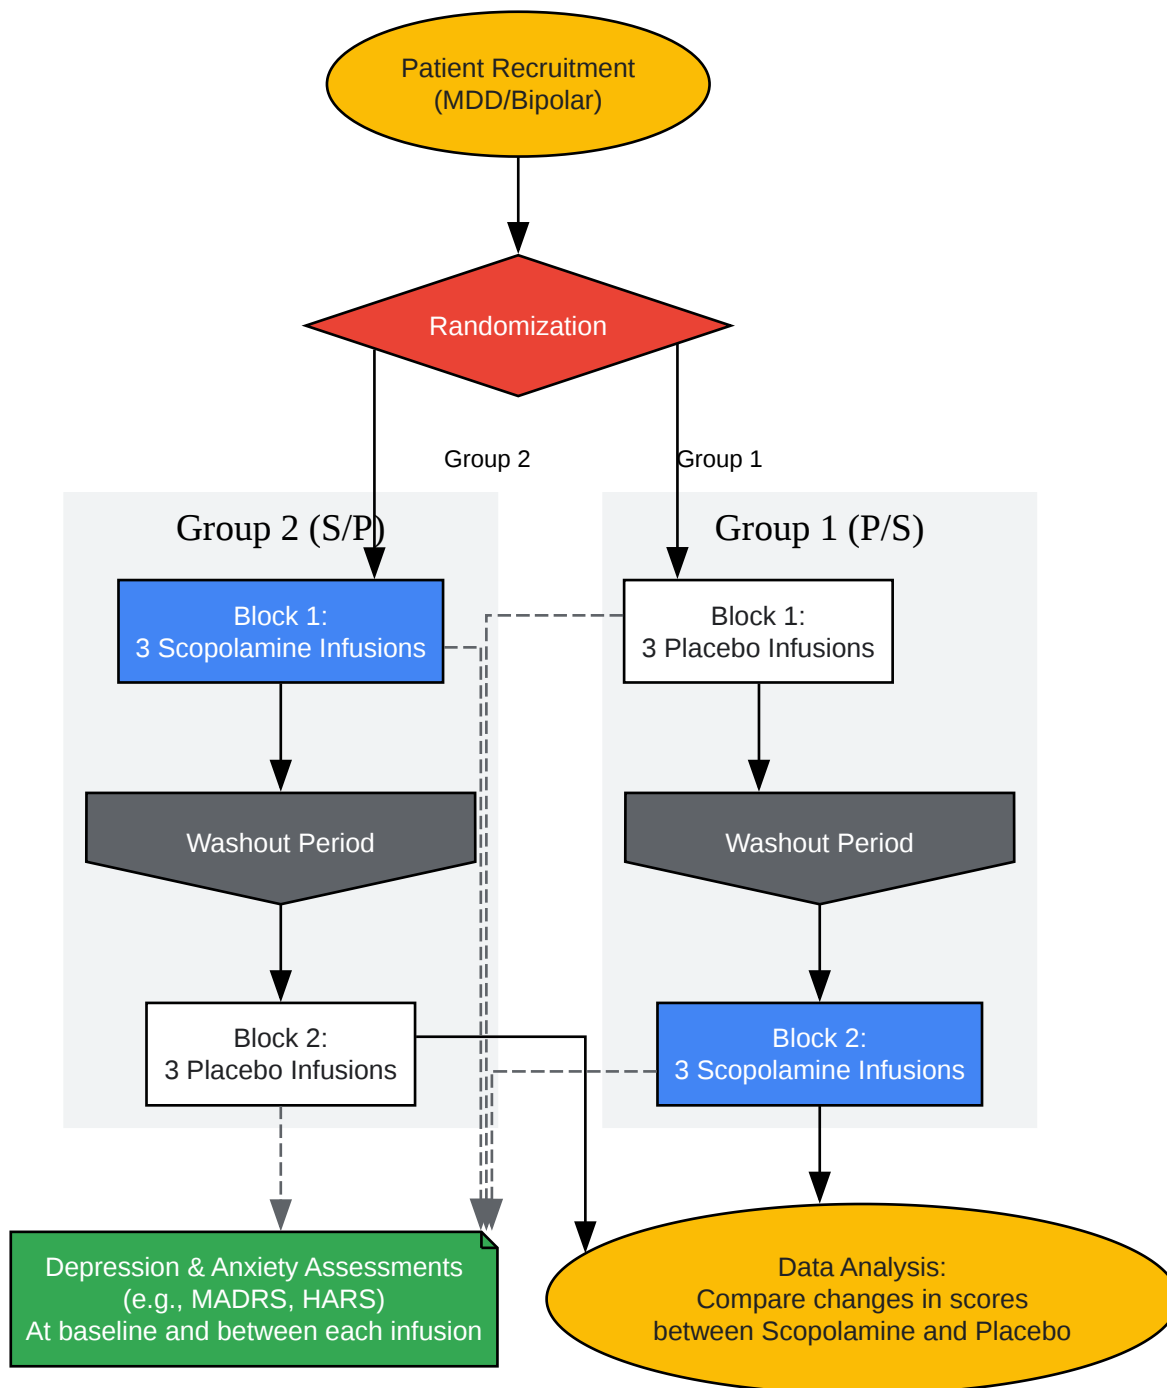 Patient Recruitment
(MDD/Bipolar)
Randomization
Group 2
Group 1
Group 2 (S/P)
Block 1:
3 Scopolamine Infusions
Washout Period
Block 2:
3 Placebo Infusions
Group 1 (P/S)
Block 1:
3 Placebo Infusions
Washout Period
Block 2:
3 Scopolamine Infusions
Depression & Anxiety Assessments
(e.g., MADRS, HARS)
At baseline and between each infusion
Data Analysis:
Compare changes in scores
between Scopolamine and Placebo